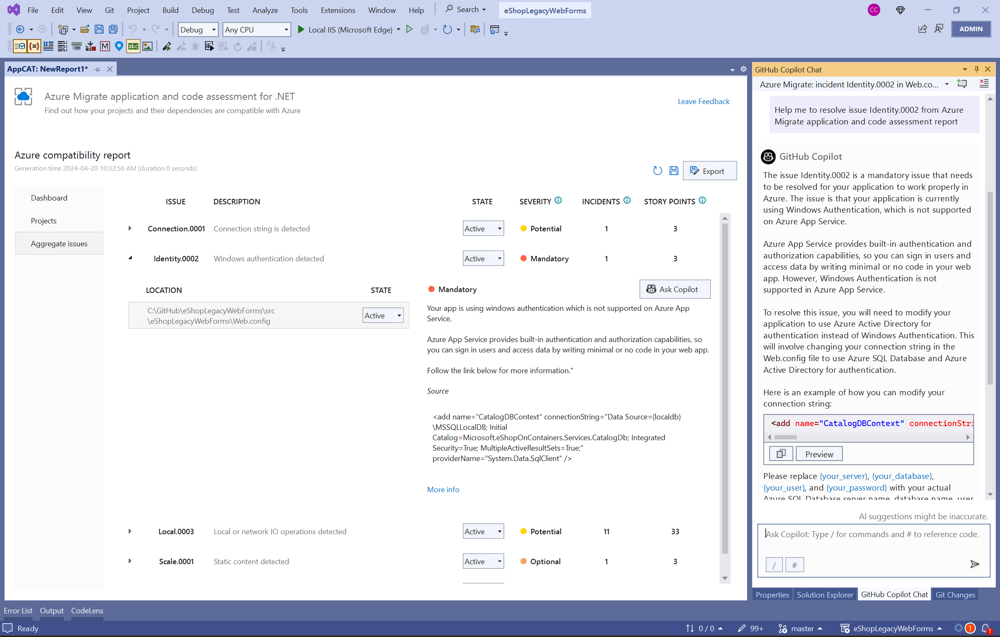 File Edit View Git Project Build Debug Test Analyze Tools Extensions Window Help Search eShopLegacyWebForms CC
Debug Any CPU Local IIS (Microsoft Edge) ADMIN
M abc
AppCAT: NewReport1*
Azure Migrate application and code assessment for .NET
Find out how your projects and their dependencies are compatible with Azure
Leave Feedback
Azure compatibility report
Generation time 2024-04-20 10:32:56 AM (duration 0 seconds)
Export
Dashboard
Projects
Aggregate issues
ISSUE DESCRIPTION STATE SEVERITY INCIDENTS STORY POINTS
Connection.0001 Connection string is detected Active Potential 1 3
Identity.0002 Windows authentication detected Active Mandatory 1 3
LOCATION STATE
C:\GitHub\eShopLegacyWebForms\src
\eShopLegacyWebForms\Web.config
Active
Mandatory
Ask Copilot
Your app is using windows authentication which is not supported on Azure App
Service.
Azure App Service provides built-in authentication and authorization capabilities, so
you can sign in users and access data by writing minimal or no code in your web app.
Follow the link below for more information."
Source
<add name="CatalogDBContext" connectionString="Data Source=(localdb)
\MSSQLLocalDB; Initial
Catalog=Microsoft.eShopOnContainers.Services.CatalogDb; Integrated
Security=True; MultipleActiveResultSets=True;"
providerName="System.Data.SqlClient" />
More info
Local.0003 Local or network IO operations detected Active Potential 11 33
Scale.0001 Static content detected Active Optional 1 3
GitHub Copilot Chat
Azure Migrate: incident Identity.0002 in Web.co...
Help me to resolve issue Identity.0002 from Azure
Migrate application and code assessment report
GitHub Copilot
The issue Identity.0002 is a mandatory issue that needs
to be resolved for your application to work properly in
Azure. The issue is that your application is currently
using Windows Authentication, which is not supported
on Azure App Service.
Azure App Service provides built-in authentication and
authorization capabilities, so you can sign in users and
access data by writing minimal or no code in your web
app. However, Windows Authentication is not
supported in Azure App Service.
To resolve this issue, you will need to modify your
application to use Azure Active Directory for
authentication instead of Windows Authentication. This
will involve changing your connection string in the
Web.config file to use Azure SQL Database and Azure
Active Directory for authentication.
Here is an example of how you can modify your
connection string:
<add name="CatalogDBContext" connectionStri
Preview
Please replace {your_server}, {your_database},
{your_user}, and {your_password} with your actual
Azure SQL Database server name, database name, user
AI suggestions might be inaccurate.
Ask Copilot: Type / for commands and # to reference code.
/ #
Properties Solution Explorer GitHub Copilot Chat Git Changes
Error List Output CodeLens
Ready 0 / 0 99+ master eShopLegacyWebForms 1 1